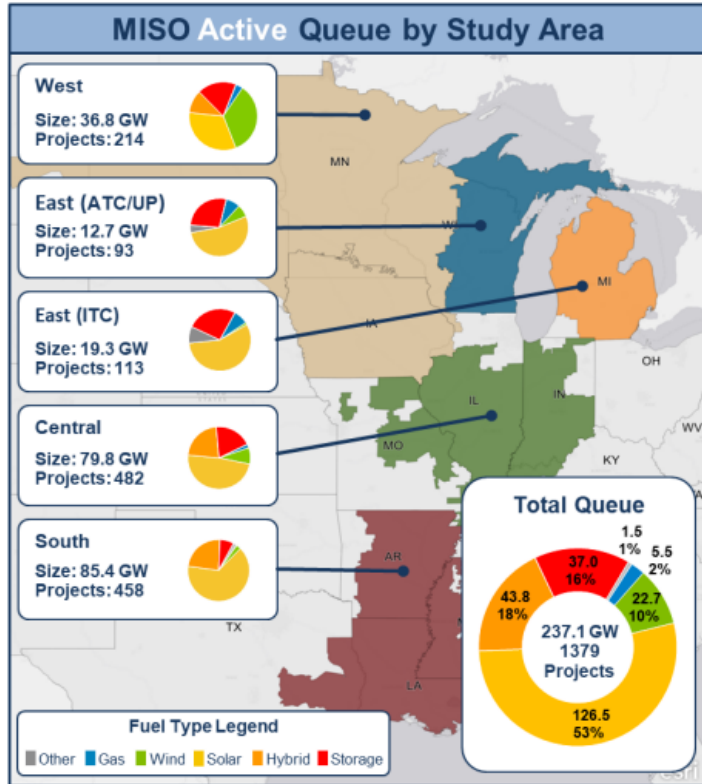 MISO Active Queue by Study Area
West
Size: 36.8 GW
Projects: 214
East (ATC/UP)
Size: 12.7 GW
Projects: 93
East (ITC)
Size: 19.3 GW
Projects: 113
Central
Size: 79.8 GW
Projects: 482
South
Size: 85.4 GW
Projects: 458
MN
IA
MI
OH
IL
IN
MO
WV
KY
AR
TX
LA
Total Queue
1.5
1%
5.5
2%
37.0
16%
43.8
18%
22.7
10%
237.1 GW
1379
Projects
126.5
53%
Fuel Type Legend
Other Gas Wind Solar Hybrid Storage
esri